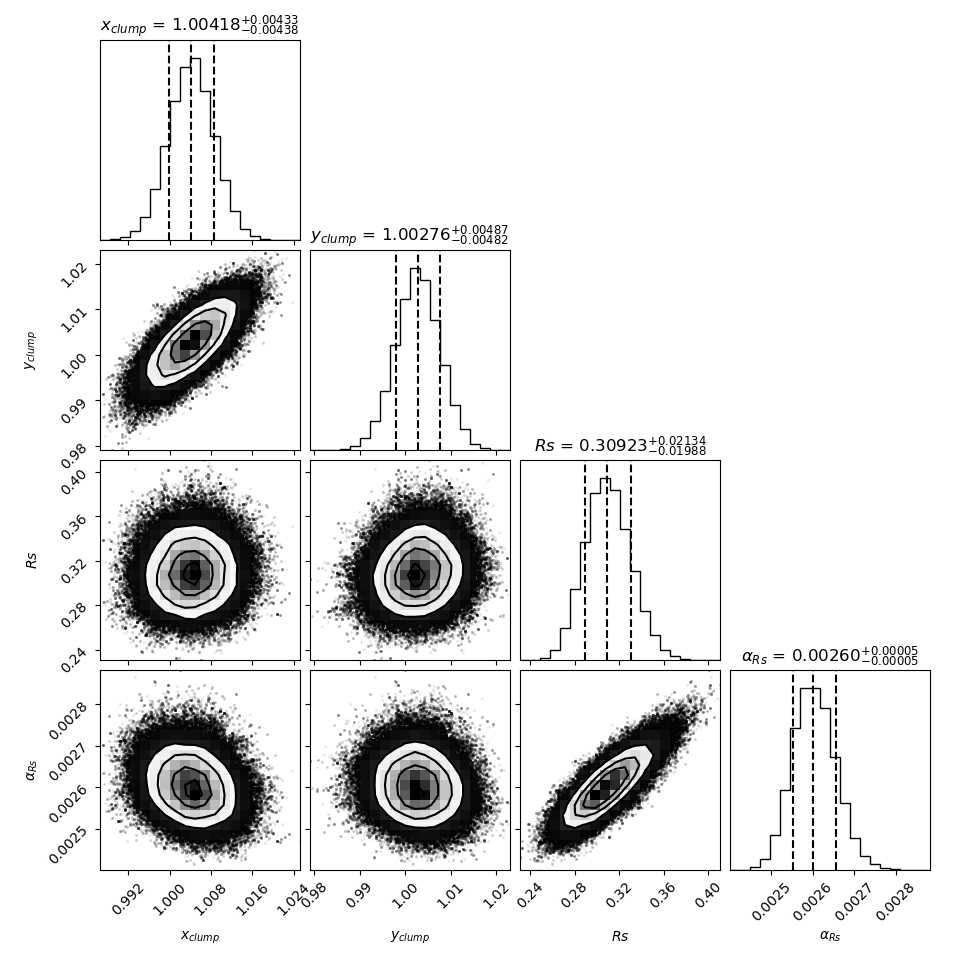 x_clump = 1.00418 +0.00433 −0.00438
y_clump = 1.00276 +0.00487 −0.00482
1.02
1.01
1.00
0.99
0.98
y_clump
Rs = 0.30923 +0.02134 −0.01988
0.40
0.36
0.32
0.28
0.24
Rs
α_Rs = 0.00260 +0.00005 −0.00005
0.0028
0.0027
0.0026
0.0025
α_Rs
0.992 1.000 1.008 1.016 1.024 0.98 0.99 1.00 1.01 1.02 0.24 0.28 0.32 0.36 0.40 0.0025 0.0026 0.0027 0.0028
x_clump y_clump Rs α_Rs